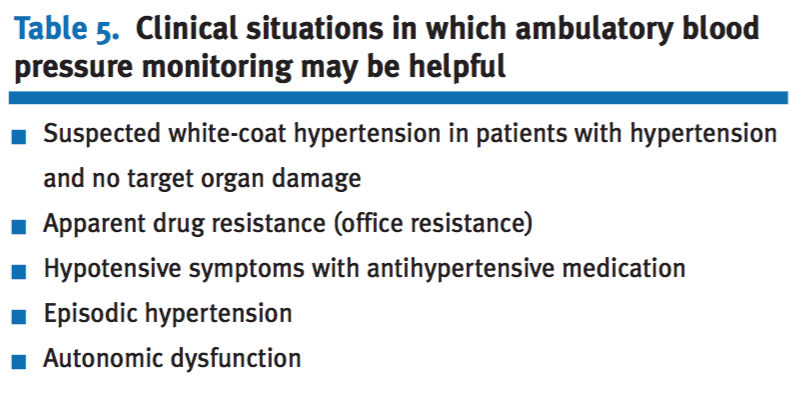 Table 5. Clinical situations in which ambulatory blood
pressure monitoring may be helpful
■ Suspected white-coat hypertension in patients with hypertension
and no target organ damage
■ Apparent drug resistance (office resistance)
■ Hypotensive symptoms with antihypertensive medication
■ Episodic hypertension
■ Autonomic dysfunction